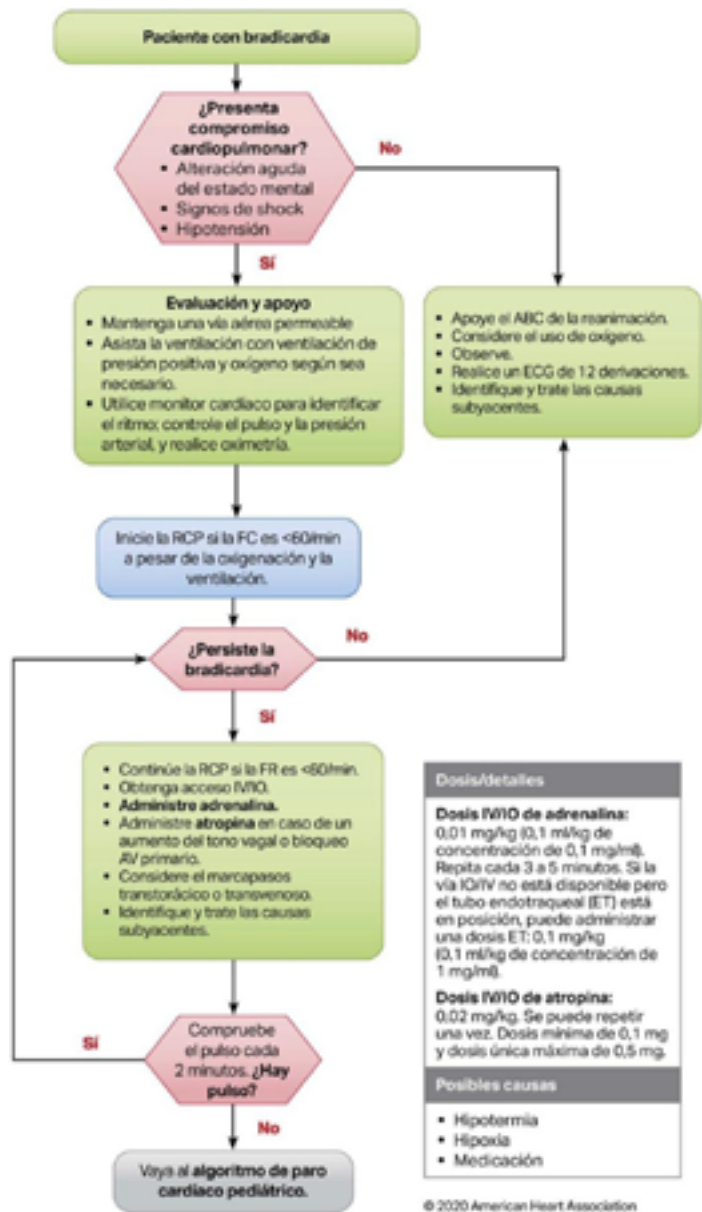 Paciente con bradicardia
¿Presenta
compromiso
cardiopulmonar?
• Alteración aguda
del estado mental
• Signos de shock
• Hipotensión
No
Sí
Evaluación y apoyo
• Mantenga una vía aérea permeable
• Asista la ventilación con ventilación de
presión positiva y oxígeno según sea
necesario.
• Utilice monitor cardíaco para identificar
el ritmo; controle el pulso y la presión
arterial, y realice oximetría.
• Apoye el ABC de la reanimación.
• Considere el uso de oxígeno.
• Observe.
• Realice un ECG de 12 derivaciones.
• Identifique y trate las causas
subyacentes.
Inicie la RCP si la FC es <60/min
a pesar de la oxigenación y la
ventilación.
¿Persiste la
bradicardia?
No
Sí
• Continúe la RCP si la FR es <60/min.
• Obtenga acceso IV/IO.
• Administre adrenalina.
• Administre atropina en caso de un
aumento del tono vagal o bloqueo
AV primario.
• Considere el marcapasos
transtorácico o transvenoso.
• Identifique y trate las causas
subyacentes.
Compruebe
el pulso cada
2 minutos. ¿Hay
pulso?
Sí
No
Vaya al algoritmo de paro
cardíaco pediátrico.
Dosis/detalles
Dosis IV/IO de adrenalina:
0,01 mg/kg (0,1 ml/kg de
concentración de 0,1 mg/ml).
Repita cada 3 a 5 minutos. Si la
vía IO/IV no está disponible pero
el tubo endotraqueal (ET) está
en posición, puede administrar
una dosis ET: 0,1 mg/kg
(0,1 ml/kg de concentración de
1 mg/ml).
Dosis IV/IO de atropina:
0,02 mg/kg. Se puede repetir
una vez. Dosis mínima de 0,1 mg
y dosis única máxima de 0,5 mg.
Posibles causas
• Hipotermia
• Hipoxia
• Medicación
© 2020 American Heart Association